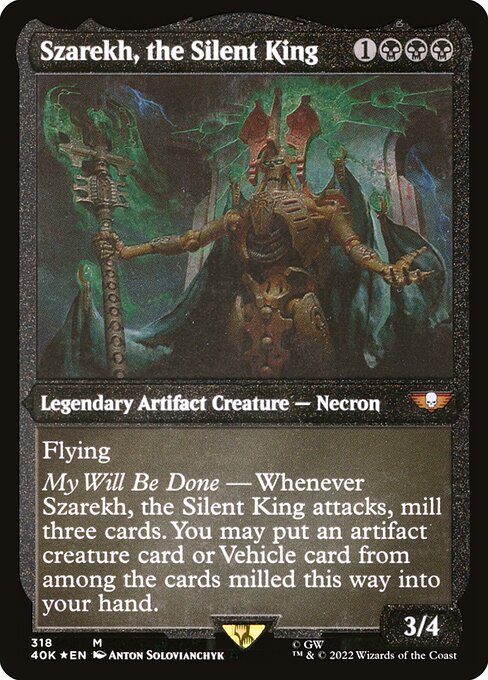 Szarekh, the Silent King 1
Legendary Artifact Creature — Necron
Flying
My Will Be Done — Whenever
Szarekh, the Silent King attacks, mill
three cards. You may put an artifact
creature card or Vehicle card from
among the cards milled this way into
your hand.
3/4
318 M
40K ★ EN Anton Solovianchyk
© GW
™ & © 2022 Wizards of the Coast